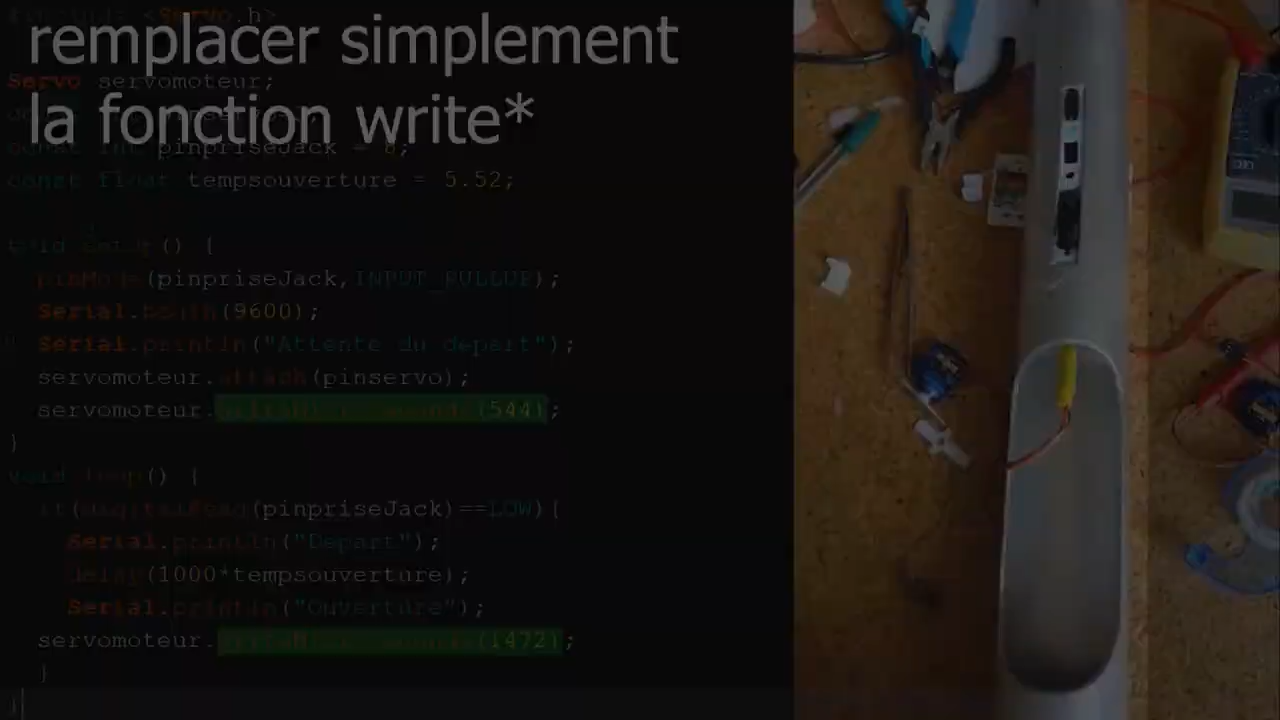 remplacer simplement
la fonction write*
#include <Servo.h>
Servo servomoteur;
const int pinpriseJack = 8;
const float tempsouverture = 5.52;
void setup() {
pinMode(pinpriseJack,INPUT_PULLUP);
Serial.begin(9600);
Serial.println("Attente du depart");
servomoteur.attach(pinservo);
servomoteur.writeMicroseconds(544);
}
void loop() {
if(digitalRead(pinpriseJack)==LOW){
Serial.println("Depart");
delay(1000*tempsouverture);
Serial.println("Ouverture");
servomoteur.writeMicroseconds(1472);
}
}